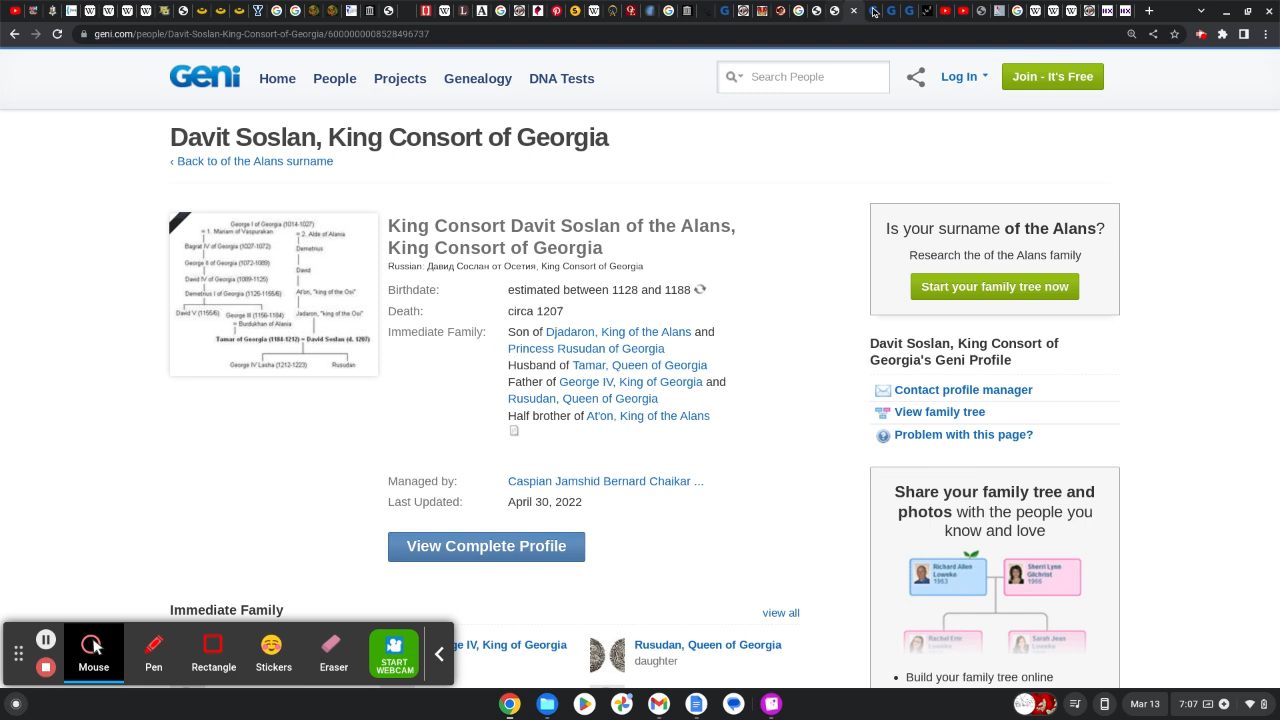 geni.com/people/Davit-Soslan-King-Consort-of-Georgia/6000000008528496737
Geni
Home
People
Projects
Genealogy
DNA Tests
Search People
Log In
Join - It's Free
Davit Soslan, King Consort of Georgia
‹ Back to of the Alans surname
George I of Georgia (1014-1027)
= 1. Mariam of Vaspurakan
= 2. Alde of Alania
Bagrat IV of Georgia (1027-1072)
Demetrius
George II of Georgia (1072-1089)
David
David IV of Georgia (1089-1125)
Demetrius I of Georgia (1125-1155/6)
At'on, "king of the Osi"
David V (1155/6)
George III (1156-1184)
Jadaron, "king of the Osi"
= Burdukhan of Alania
Tamar of Georgia (1184-1212) = David Soslan (d. 1207)
George IV Lasha (1212-1223)
Rusudan
King Consort Davit Soslan of the Alans,
King Consort of Georgia
Russian: Давид Сослан от Осетия, King Consort of Georgia
Birthdate:
estimated between 1128 and 1188
Death:
circa 1207
Immediate Family:
Son of Djadaron, King of the Alans and
Princess Rusudan of Georgia
Husband of Tamar, Queen of Georgia
Father of George IV, King of Georgia and
Rusudan, Queen of Georgia
Half brother of At'on, King of the Alans
Managed by:
Caspian Jamshid Bernard Chaikar ...
Last Updated:
April 30, 2022
View Complete Profile
Immediate Family
view all
ge IV, King of Georgia
Rusudan, Queen of Georgia
daughter
Is your surname of the Alans?
Research the of the Alans family
Start your family tree now
Davit Soslan, King Consort of
Georgia's Geni Profile
Contact profile manager
View family tree
Problem with this page?
Share your family tree and
photos with the people you
know and love
Richard Allen
Loweke
1953
Sherri Lynn
Gilchrist
1956
Rachel Erin
Loweke
Sarah Jean
Loweke
Build your family tree online
Mouse
Pen
Rectangle
Stickers
Eraser
START
WEBCAM
Mar 13
7:07